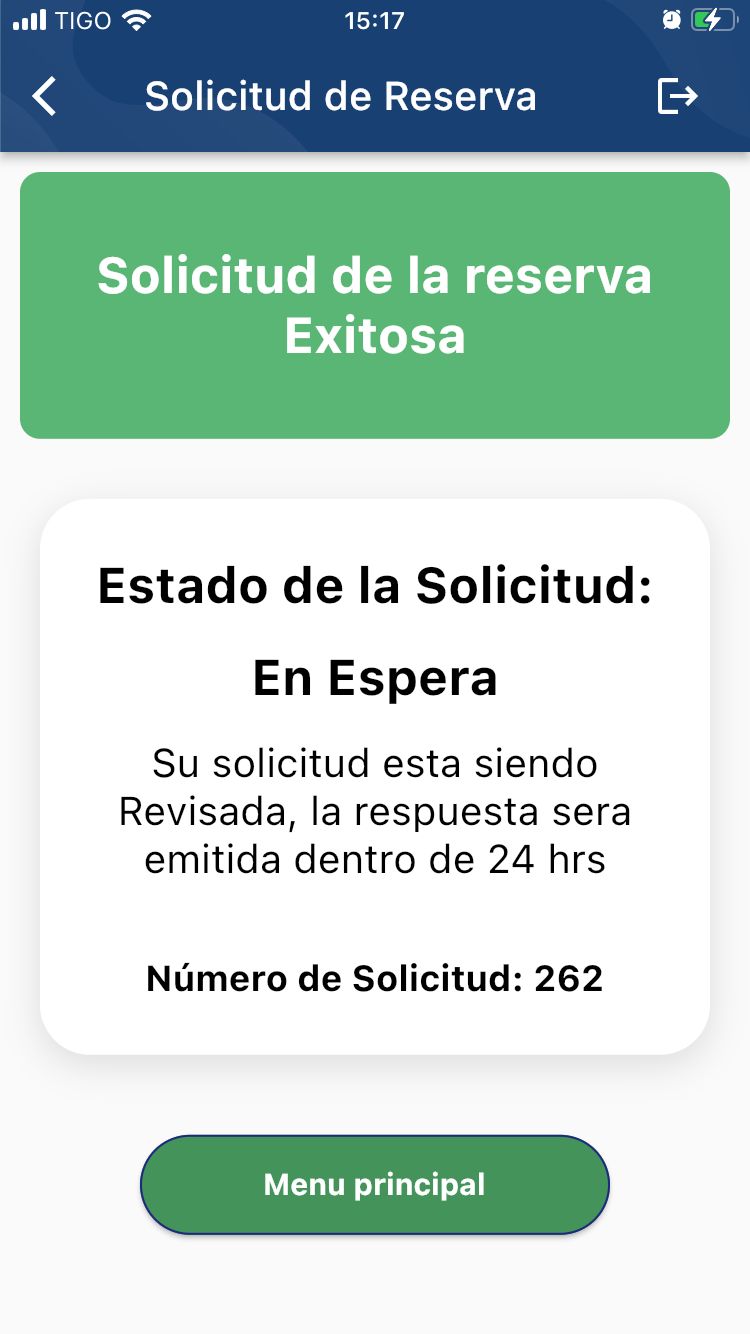 TIGO 15:17
Solicitud de Reserva
Solicitud de la reserva
Exitosa
Estado de la Solicitud:
En Espera
Su solicitud esta siendo
Revisada, la respuesta sera
emitida dentro de 24 hrs
Número de Solicitud: 262
Menu principal